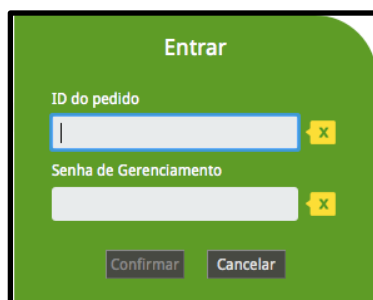 Entrar
ID do pedido
X
Senha de Gerenciamento
X
Confirmar Cancelar